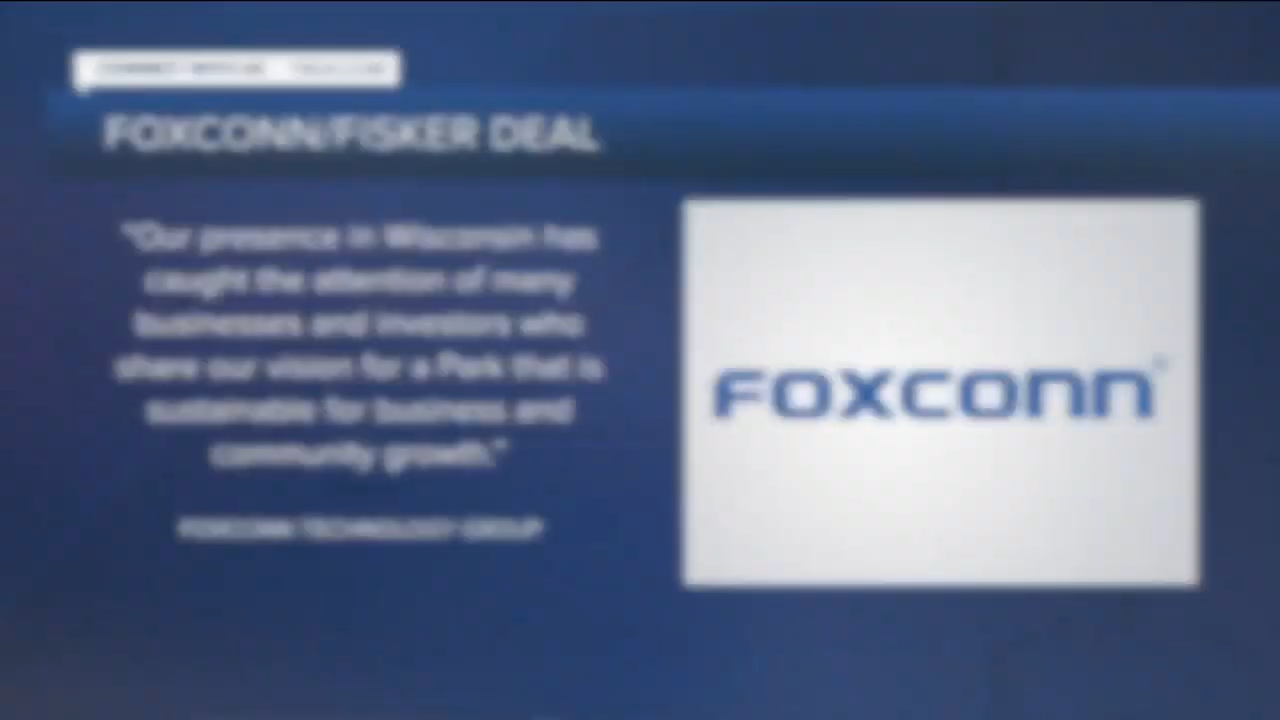 FOXCONN/FISKER DEAL
"Our presence in Wisconsin has
caught the attention of many
businesses and investors who
share our vision for a Park that is
sustainable for business and
community growth."
FOXCONN TECHNOLOGY GROUP
FOXCONN